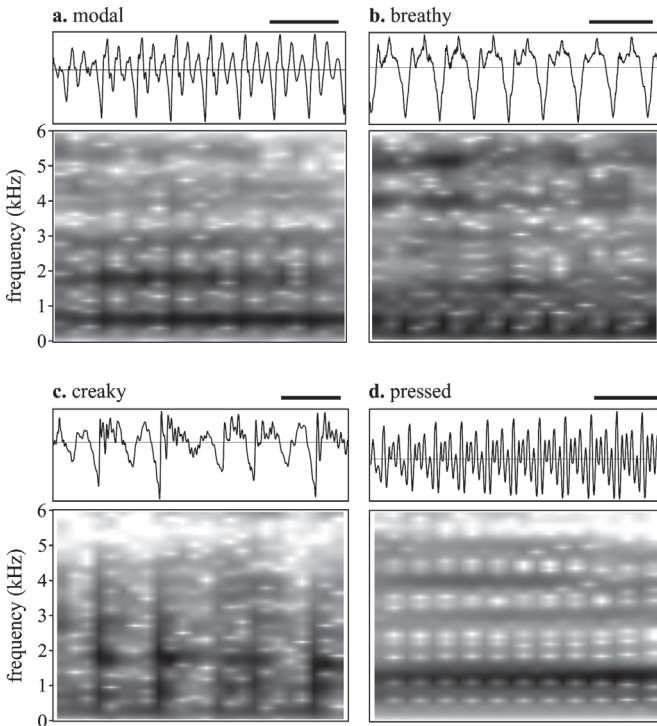 a. modal
b. breathy
6
5
4
3
2
1
0
frequency (kHz)
c. creaky
d. pressed
6
5
4
3
2
1
0
frequency (kHz)